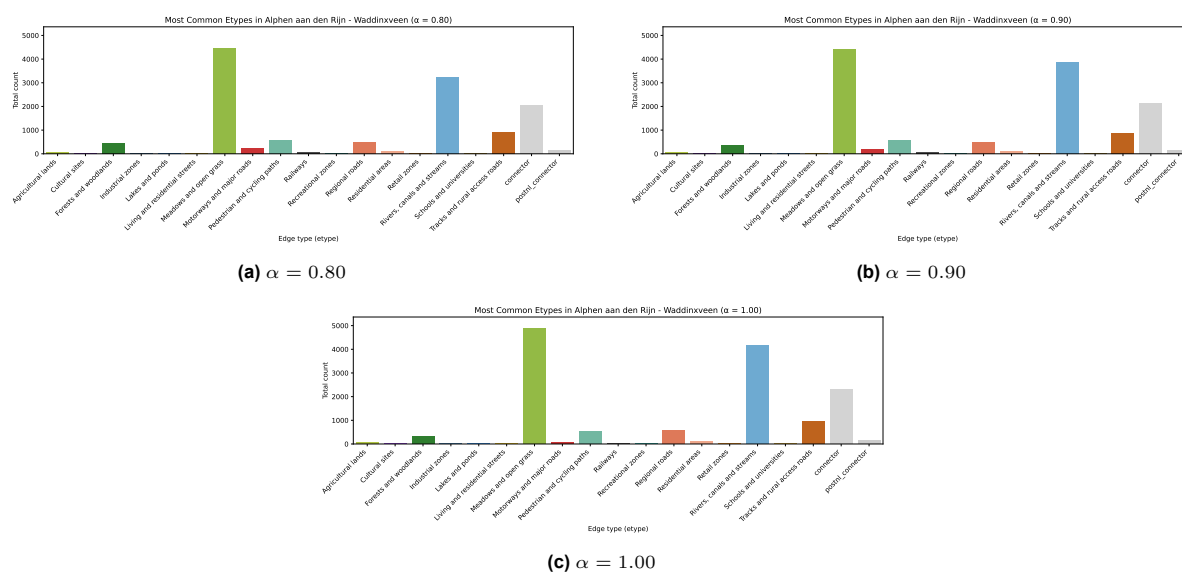 Most Common Etypes in Alphen aan den Rijn - Waddinxveen (α = 0.80)
5000
4000
3000
2000
1000
0
Total count
Agricultural lands
Cultural sites
Forests and woodlands
Industrial zones
Lakes and ponds
Living and residential streets
Meadows and open grass
Motorways and major roads
Pedestrian and cycling paths
Railways
Recreational zones
Regional roads
Residential areas
Retail zones
Rivers, canals and streams
Schools and universities
Tracks and rural access roads
connector
postnl_connector
Edge type (etype)
(a) α = 0.80
Most Common Etypes in Alphen aan den Rijn - Waddinxveen (α = 0.90)
5000
4000
3000
2000
1000
0
Total count
Agricultural lands
Cultural sites
Forests and woodlands
Industrial zones
Lakes and ponds
Living and residential streets
Meadows and open grass
Motorways and major roads
Pedestrian and cycling paths
Railways
Recreational zones
Regional roads
Residential areas
Retail zones
Rivers, canals and streams
Schools and universities
Tracks and rural access roads
connector
postnl_connector
Edge type (etype)
(b) α = 0.90
Most Common Etypes in Alphen aan den Rijn - Waddinxveen (α = 1.00)
5000
4000
3000
2000
1000
0
Total count
Agricultural lands
Cultural sites
Forests and woodlands
Industrial zones
Lakes and ponds
Living and residential streets
Meadows and open grass
Motorways and major roads
Pedestrian and cycling paths
Railways
Recreational zones
Regional roads
Residential areas
Retail zones
Rivers, canals and streams
Schools and universities
Tracks and rural access roads
connector
postnl_connector
Edge type (etype)
(c) α = 1.00